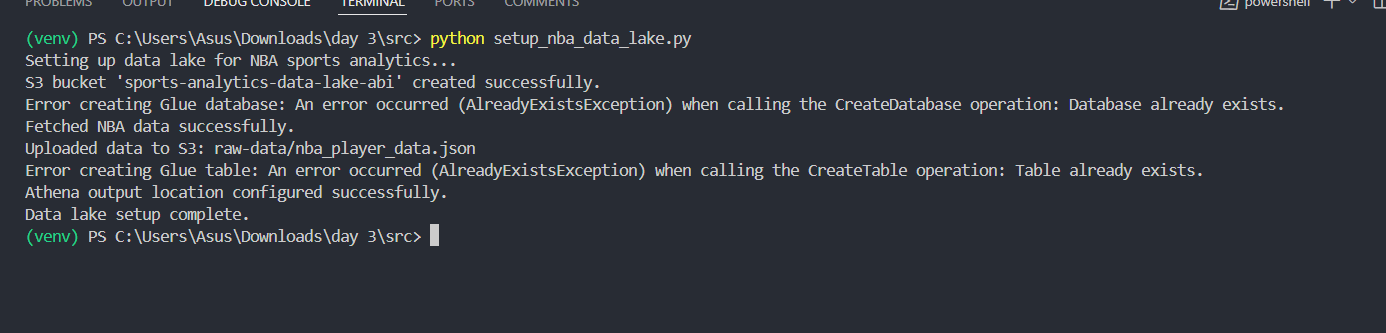 PROBLEMS OUTPUT DEBUG CONSOLE TERMINAL PORTS COMMENTS powershell
(venv) PS C:\Users\Asus\Downloads\day 3\src> python setup_nba_data_lake.py
Setting up data lake for NBA sports analytics...
S3 bucket 'sports-analytics-data-lake-abi' created successfully.
Error creating Glue database: An error occurred (AlreadyExistsException) when calling the CreateDatabase operation: Database already exists.
Fetched NBA data successfully.
Uploaded data to S3: raw-data/nba_player_data.json
Error creating Glue table: An error occurred (AlreadyExistsException) when calling the CreateTable operation: Table already exists.
Athena output location configured successfully.
Data lake setup complete.
(venv) PS C:\Users\Asus\Downloads\day 3\src>